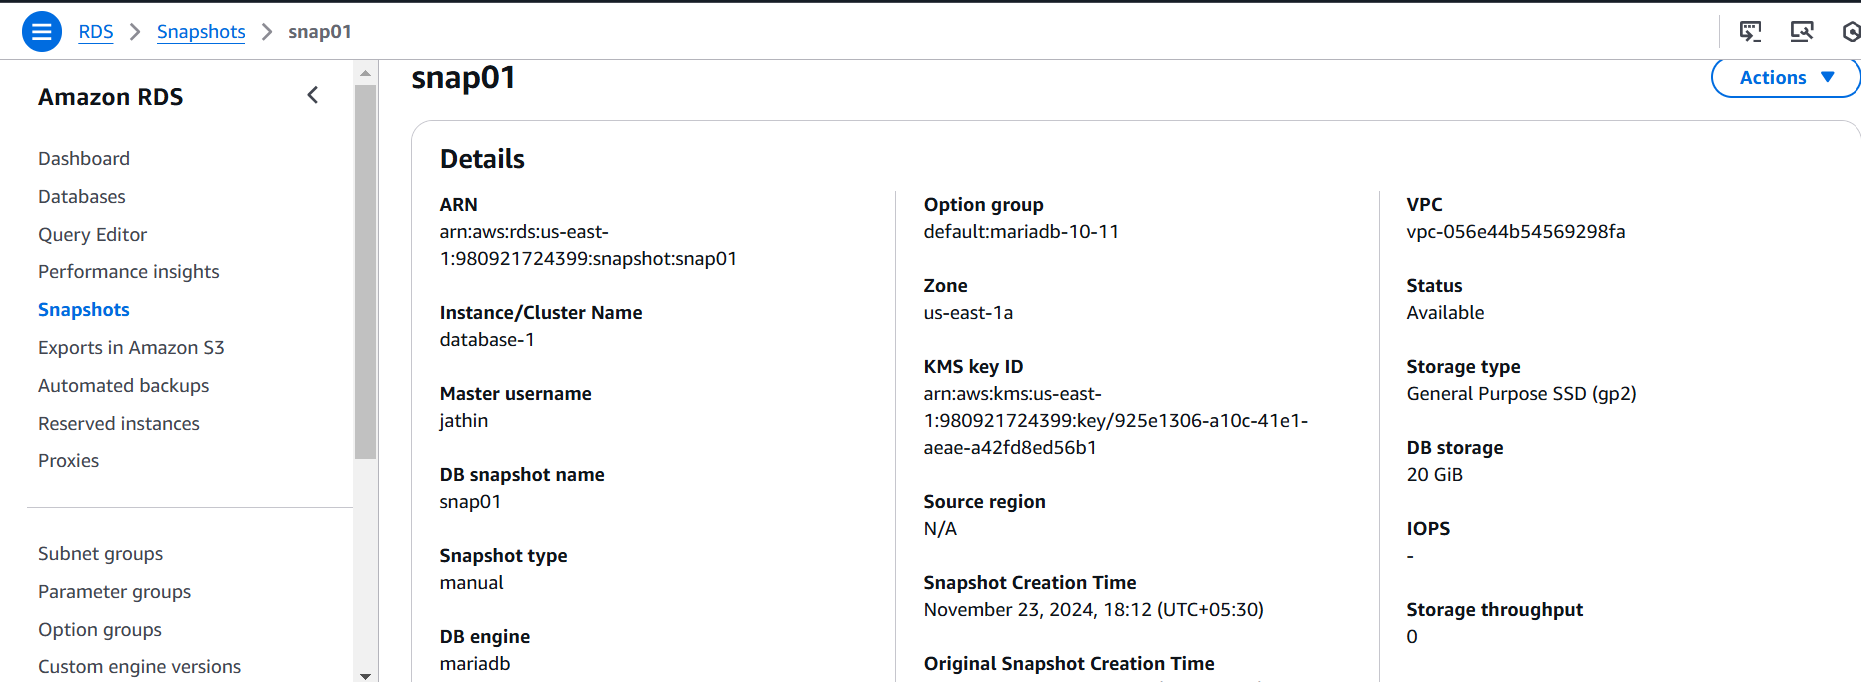 RDS > Snapshots > snap01
Amazon RDS
Dashboard
Databases
Query Editor
Performance insights
Snapshots
Exports in Amazon S3
Automated backups
Reserved instances
Proxies
Subnet groups
Parameter groups
Option groups
Custom engine versions
snap01
Actions
Details
ARN
arn:aws:rds:us-east-
1:980921724399:snapshot:snap01
Instance/Cluster Name
database-1
Master username
jathin
DB snapshot name
snap01
Snapshot type
manual
DB engine
mariadb
Option group
default:mariadb-10-11
Zone
us-east-1a
KMS key ID
arn:aws:kms:us-east-
1:980921724399:key/925e1306-a10c-41e1-
aeae-a42fd8ed56b1
Source region
N/A
Snapshot Creation Time
November 23, 2024, 18:12 (UTC+05:30)
Original Snapshot Creation Time
VPC
vpc-056e44b54569298fa
Status
Available
Storage type
General Purpose SSD (gp2)
DB storage
20 GiB
IOPS
-
Storage throughput
0